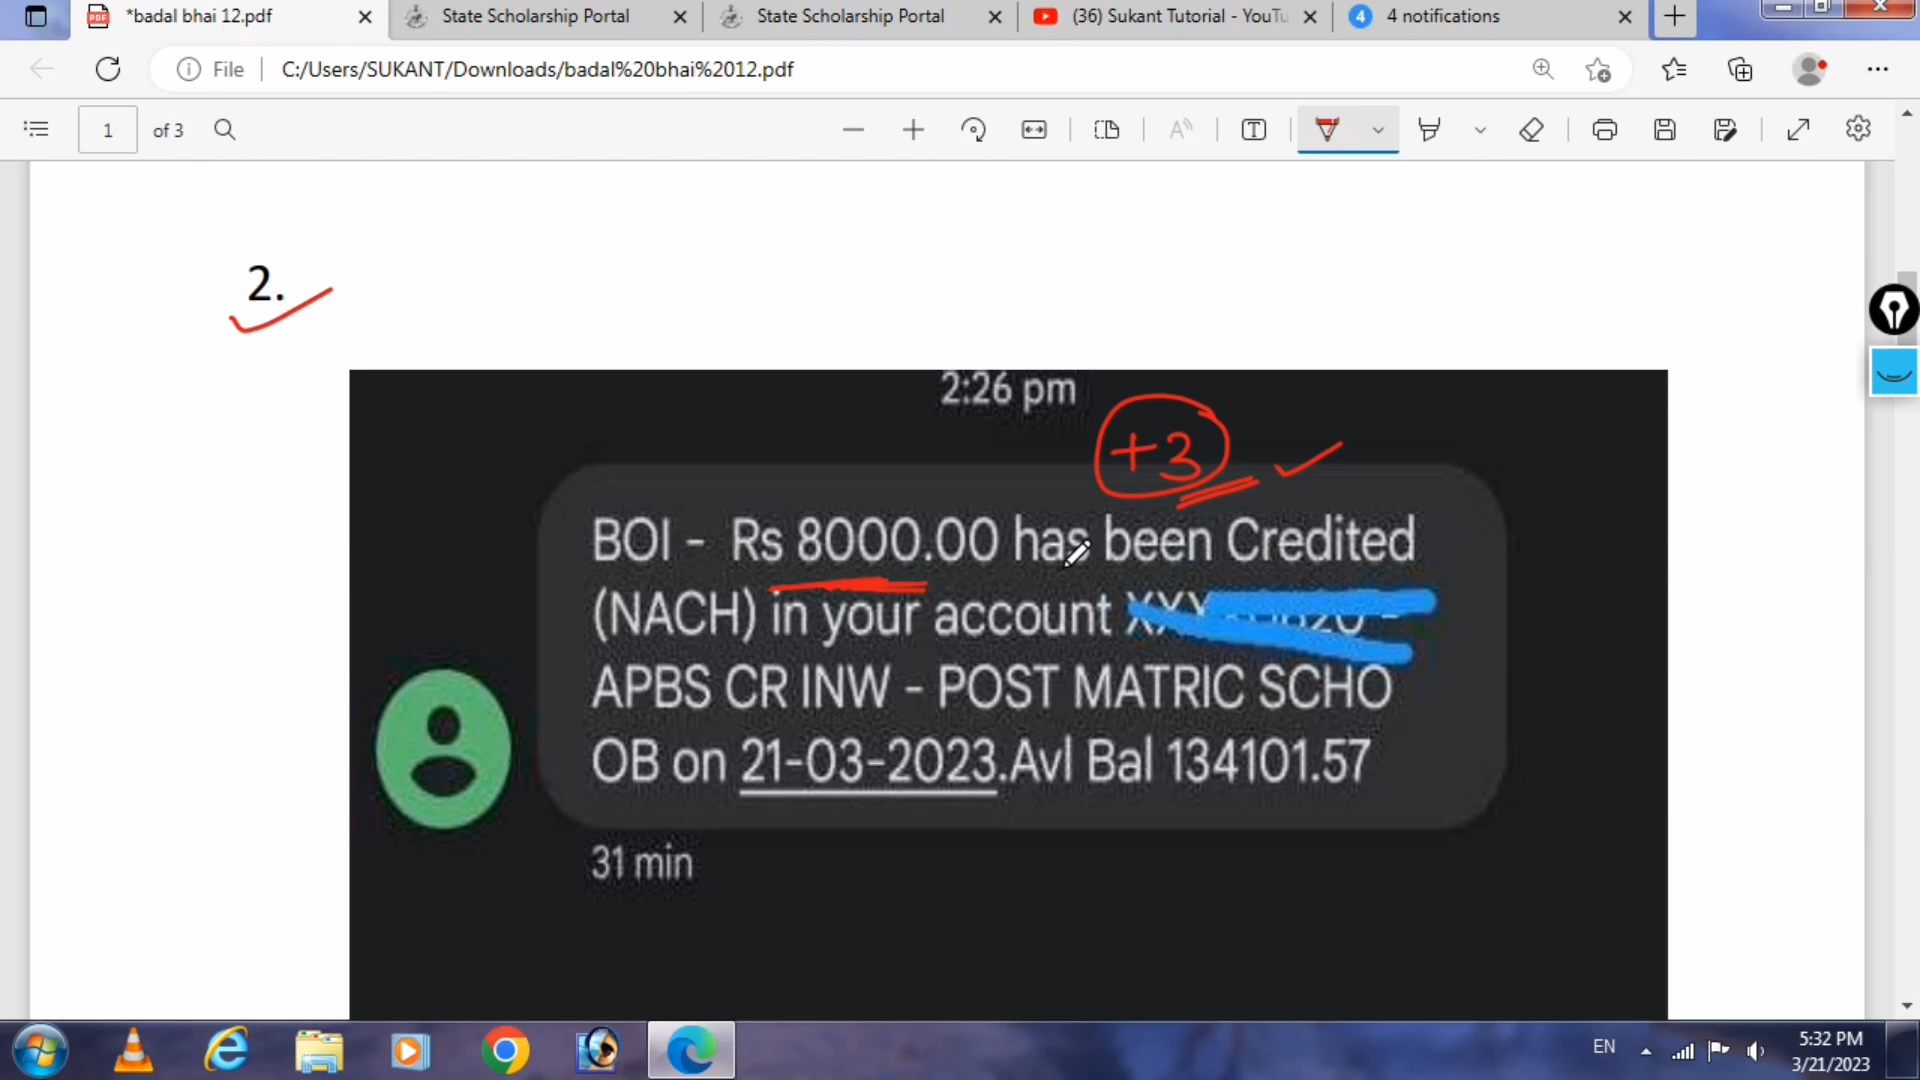 *badal bhai 12.pdf
State Scholarship Portal
State Scholarship Portal
(36) Sukant Tutorial - YouTu
4
4 notifications
File
C:/Users/SUKANT/Downloads/badal%20bhai%2012.pdf
1
of 3
2.
2:26 pm
+3
BOI - Rs 8000.00 has been Credited
(NACH) in your account
APBS CR INW - POST MATRIC SCHO
OB on 21-03-2023.Avl Bal 134101.57
31 min
EN
5:32 PM
3/21/2023